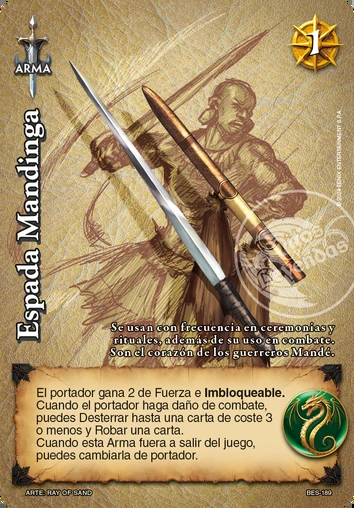 ARMA
1
Espada Mandinga
© 2024 FENIX ENTERTAINMENT S.P.A.
Se usan con frecuencia en ceremonias y
rituales, además de su uso en combate.
Son el corazón de los guerreros Mandé.
El portador gana 2 de Fuerza e Imbloqueable.
Cuando el portador haga daño de combate,
puedes Desterrar hasta una carta de coste 3
o menos y Robar una carta.
Cuando esta Arma fuera a salir del juego,
puedes cambiarla de portador.
ARTE: RAY OF SAND
BES-189